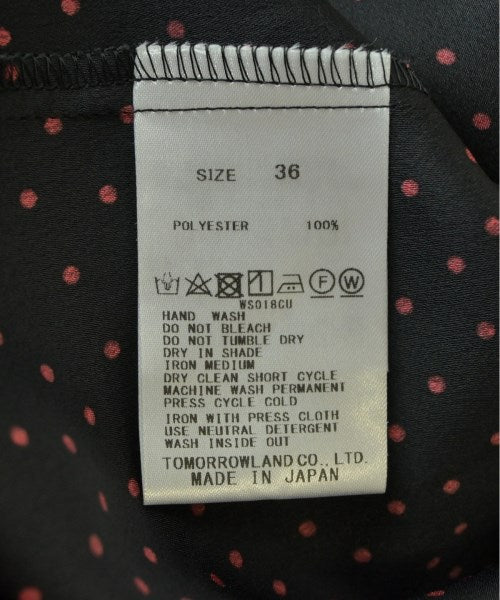 SIZE 36
POLYESTER 100%
F W
WS018CU
HAND WASH
DO NOT BLEACH
DO NOT TUMBLE DRY
DRY IN SHADE
IRON MEDIUM
DRY CLEAN SHORT CYCLE
MACHINE WASH PERMANENT
PRESS CYCLE COLD
IRON WITH PRESS CLOTH
USE NEUTRAL DETERGENT
WASH INSIDE OUT
TOMORROWLAND CO., LTD.
MADE IN JAPAN